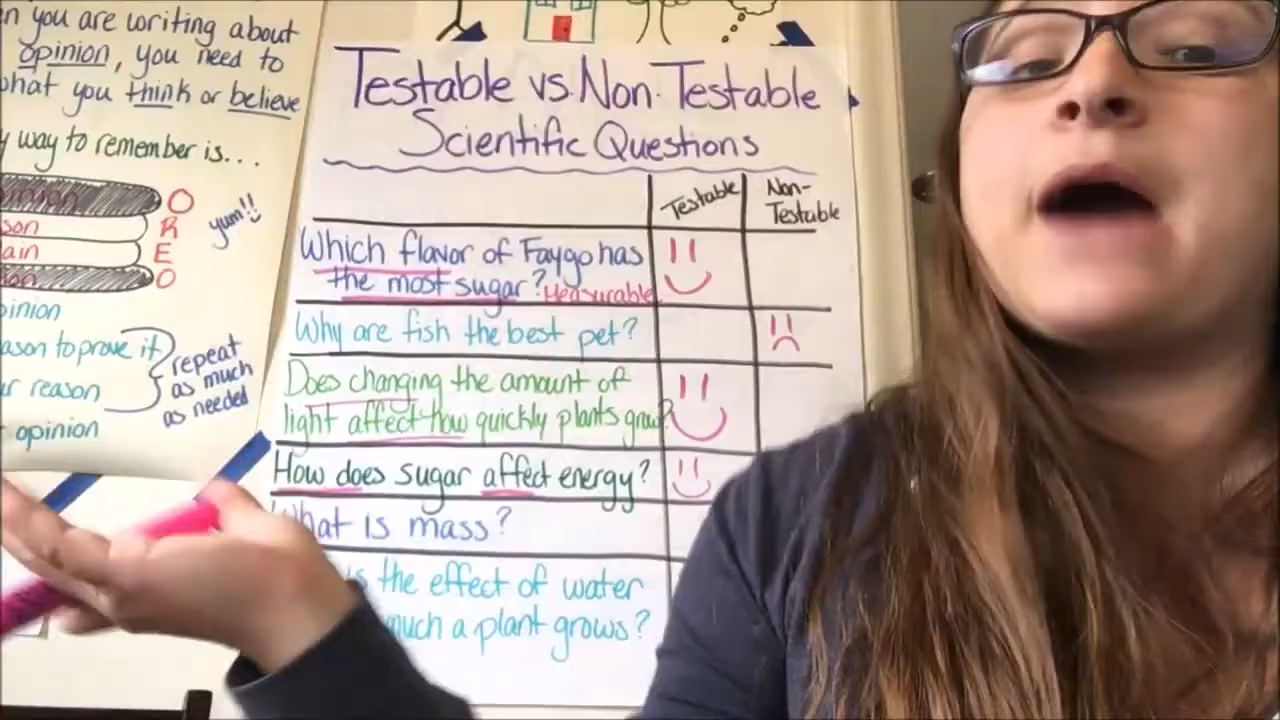 n you are writing about
opinion, you need to
what you think or believe
y way to remember is...
O
son R
ain E
O
yum!!
pinion
ason to prove it
r reason
opinion
repeat
as much
as needed
Testable vs. Non-Testable
Scientific Questions
Testable
Non-
Testable
Which flavor of Faygo has
the most sugar? Measurable
Why are fish the best pet?
Does changing the amount of
light affect how quickly plants grow?
How does sugar affect energy?
What is mass?
is the effect of water
much a plant grows?